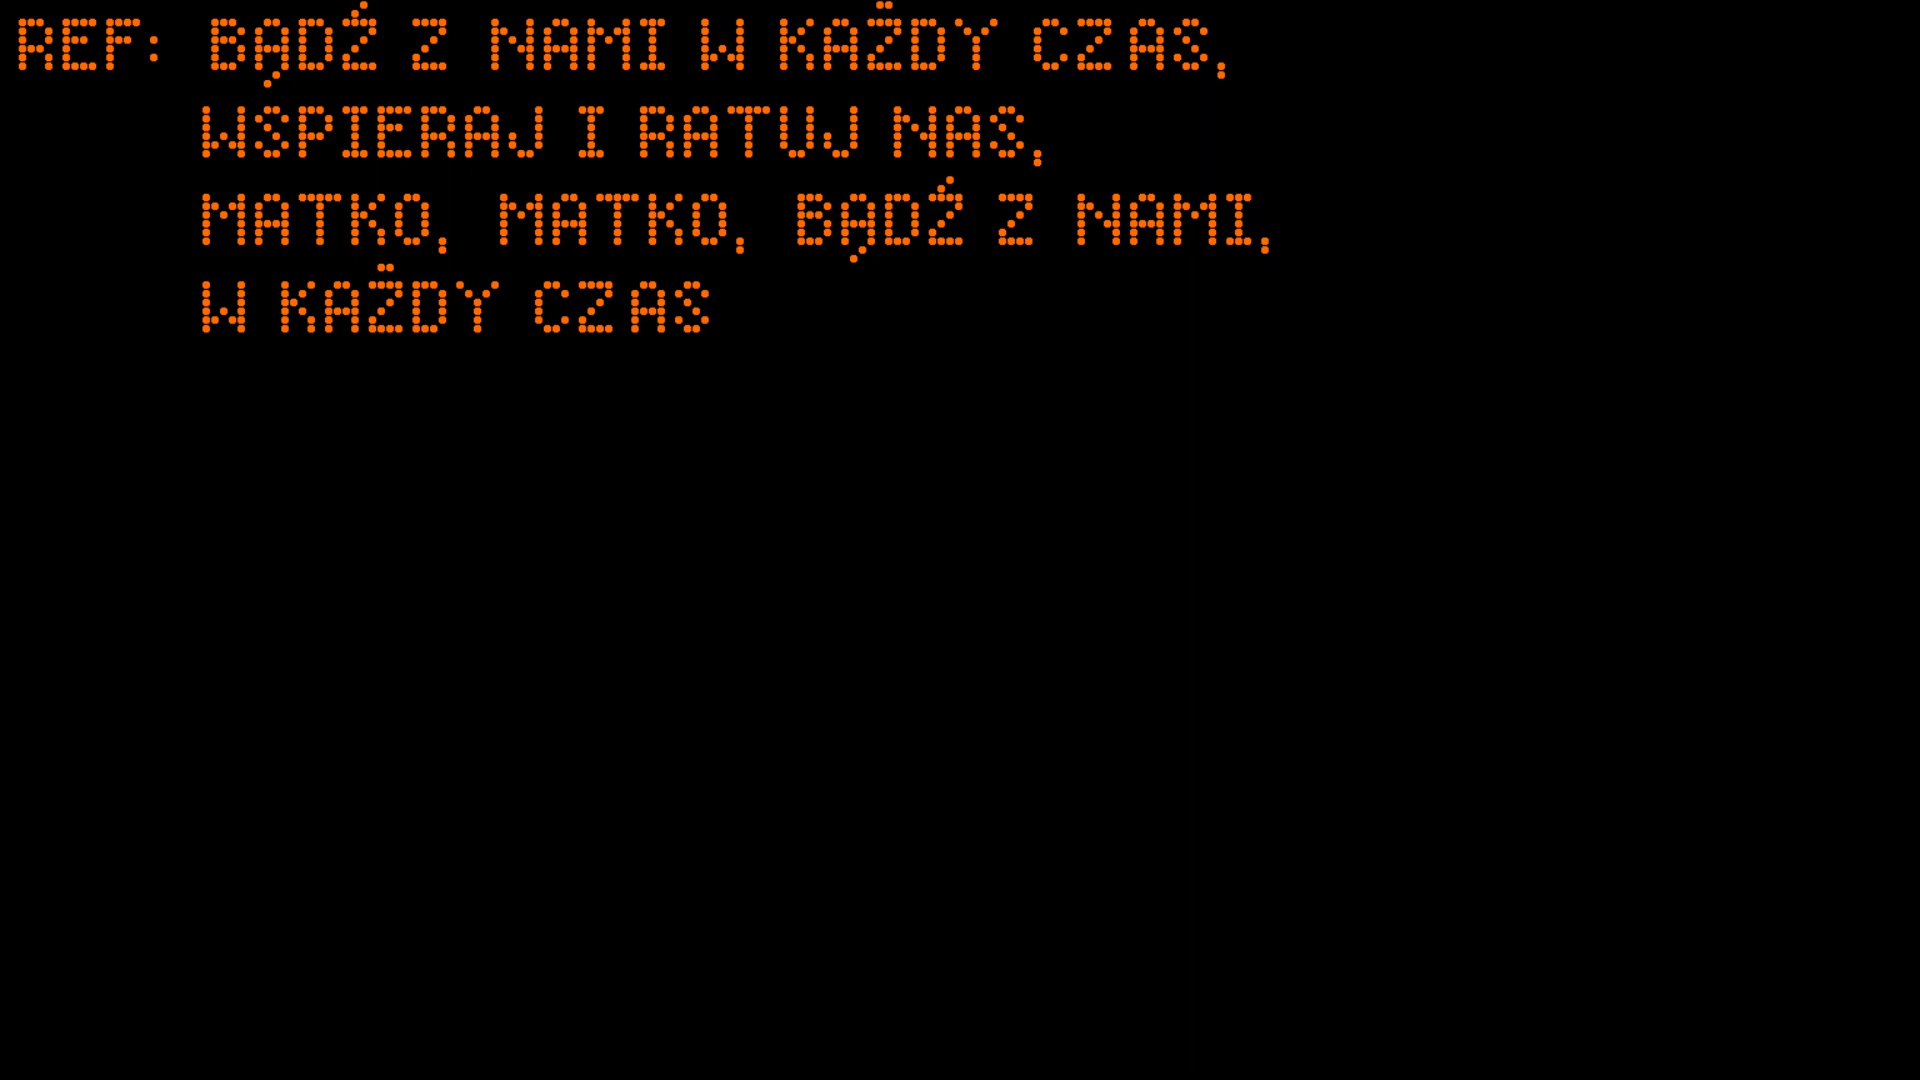 REF: BĄDŹ Z NAMI W KAŻDY CZAS,
WSPIERAJ I RATUJ NAS,
MATKO, MATKO, BĄDŹ Z NAMI,
W KAŻDY CZAS